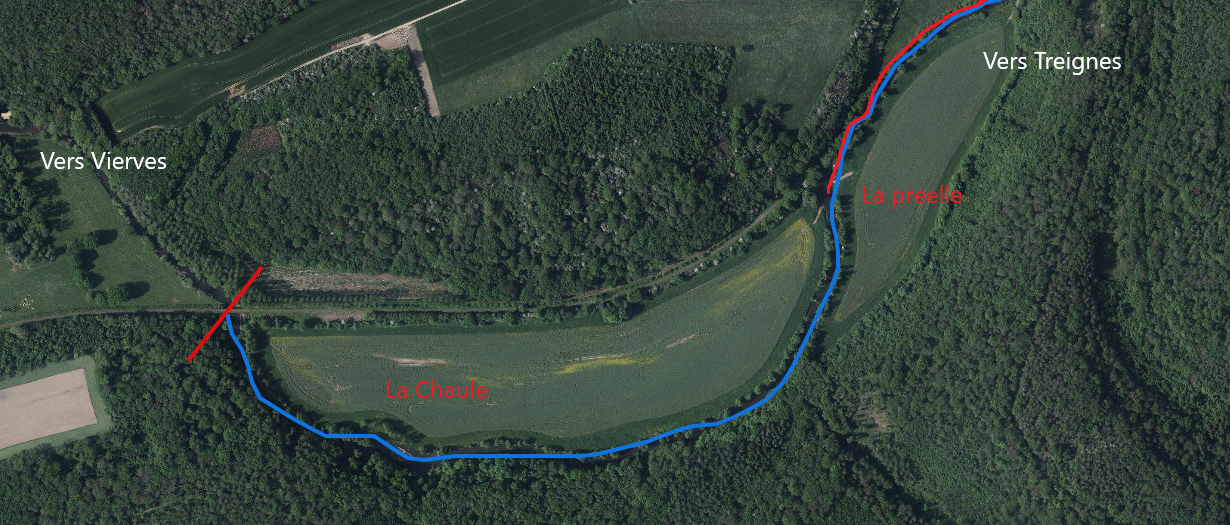 Vers Treignes
Vers Vierves
La preelle
La Chaule